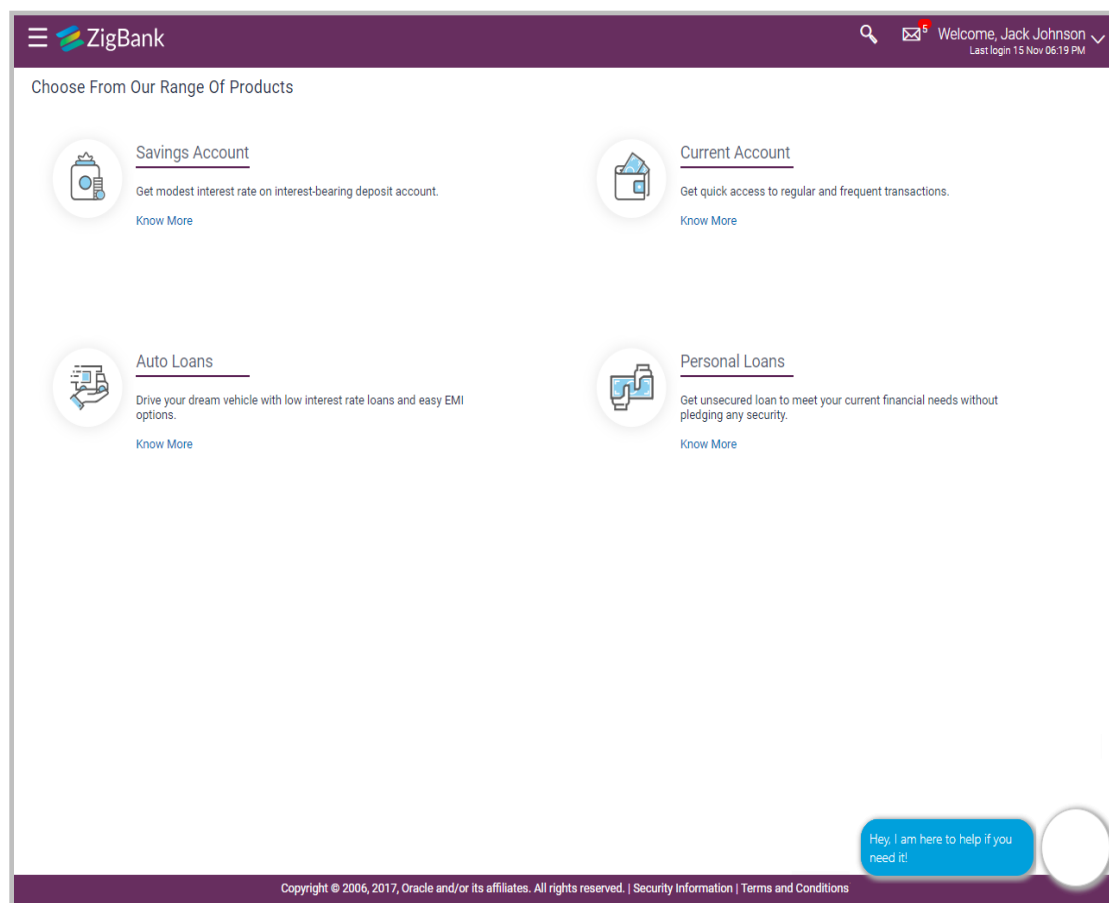 ZigBank
5
Welcome, Jack Johnson
Last login 15 Nov 06:19 PM
Choose From Our Range Of Products
Savings Account
Get modest interest rate on interest-bearing deposit account.
Know More
Current Account
Get quick access to regular and frequent transactions.
Know More
Auto Loans
Drive your dream vehicle with low interest rate loans and easy EMI
options.
Know More
Personal Loans
Get unsecured loan to meet your current financial needs without
pledging any security.
Know More
Hey, I am here to help if you
need it!
Copyright © 2006, 2017, Oracle and/or its affiliates. All rights reserved. | Security Information | Terms and Conditions